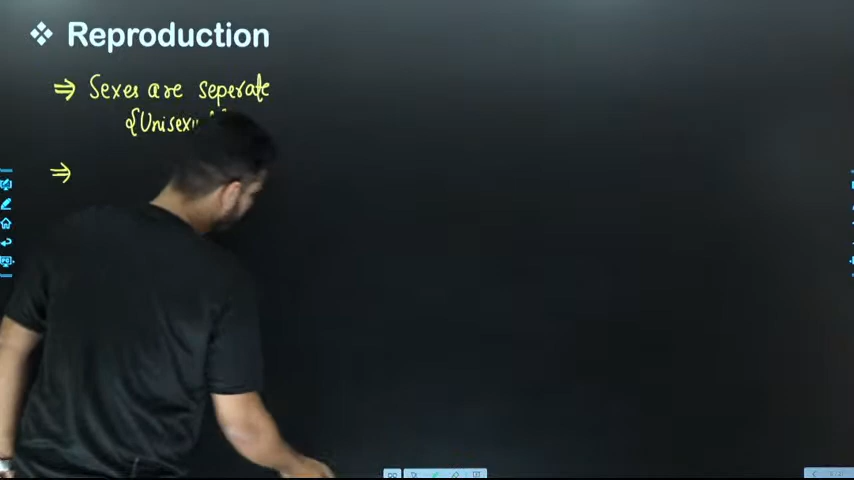 ❖ Reproduction
⇒ Sexes are seperate
⇒